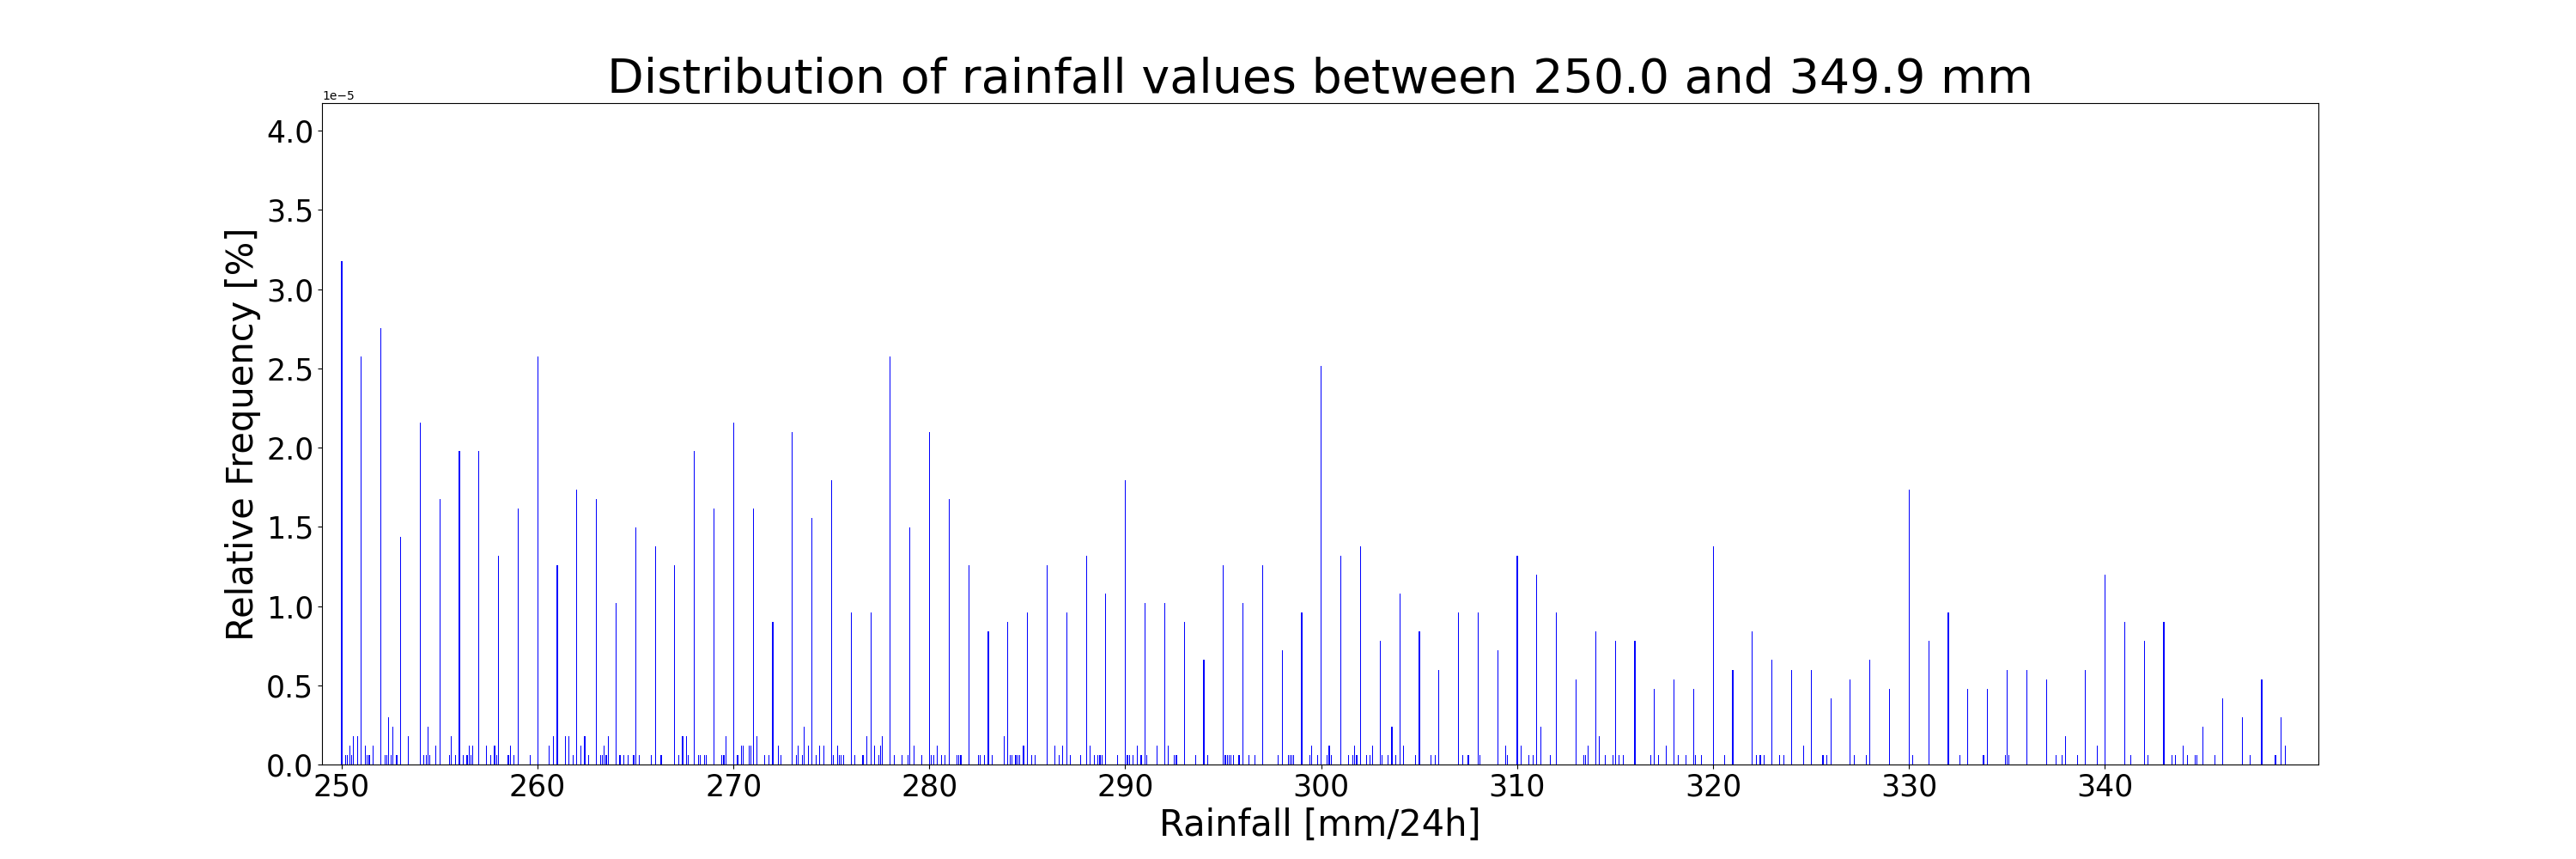 Distribution of rainfall values between 250.0 and 349.9 mm
1e−5
4.0
3.5
3.0
2.5
2.0
1.5
1.0
0.5
0.0
Relative Frequency [%]
250 260 270 280 290 300 310 320 330 340
Rainfall [mm/24h]